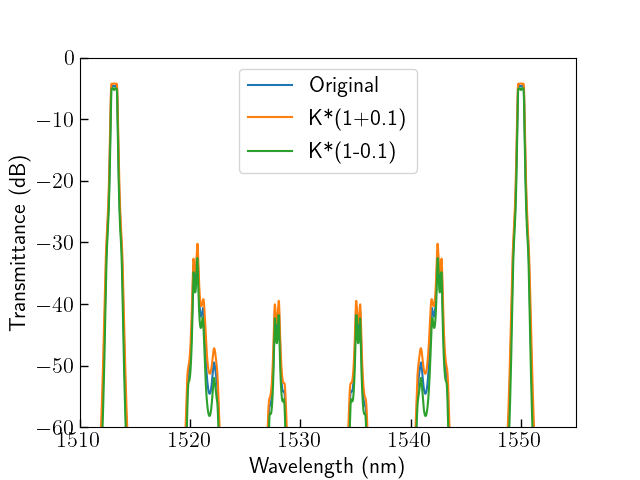 0
−10
−20
−30
−40
−50
−60
Transmittance (dB)
Original
K*(1+0.1)
K*(1-0.1)
1510
1520
1530
1540
1550
Wavelength (nm)